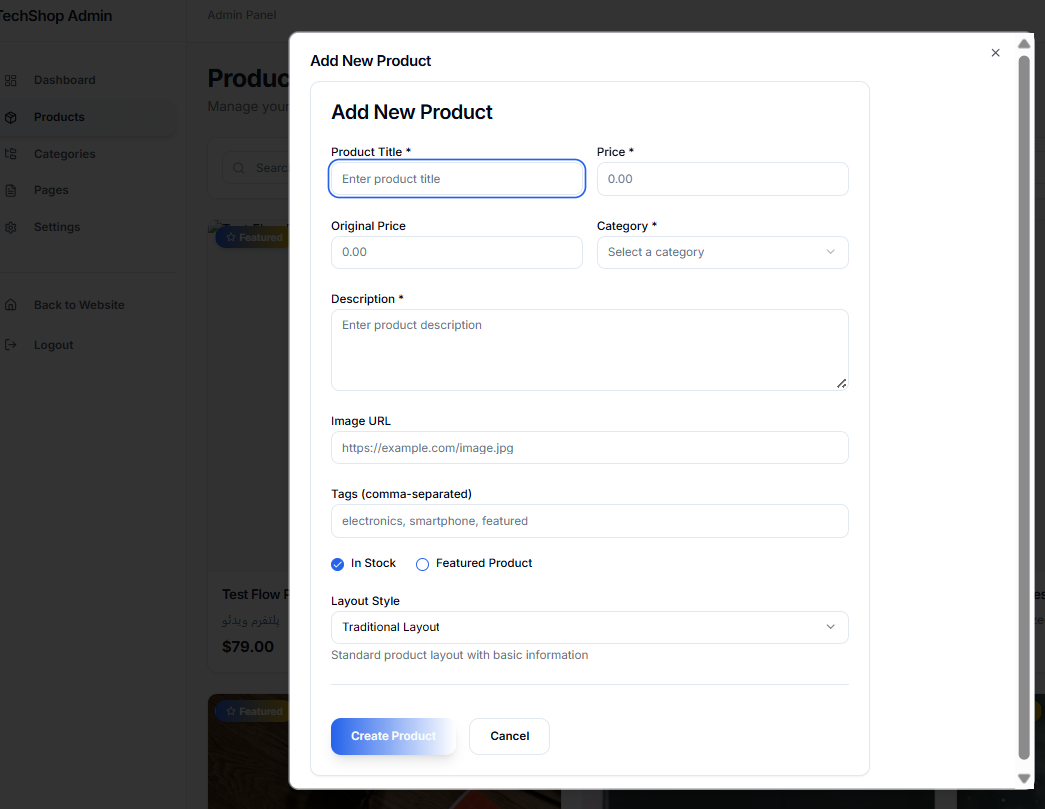 TechShop Admin
Admin Panel
Dashboard
Products
Categories
Pages
Settings
Back to Website
Logout
Manage your
Featured
Test Flow
پلتفرم ویدئو
$79.00
Featured
Add New Product
Add New Product
Product Title *
Enter product title
Price *
0.00
Original Price
0.00
Category *
Select a category
Description *
Enter product description
Image URL
https://example.com/image.jpg
Tags (comma-separated)
electronics, smartphone, featured
In Stock
Featured Product
Layout Style
Traditional Layout
Standard product layout with basic information
Create Product
Cancel